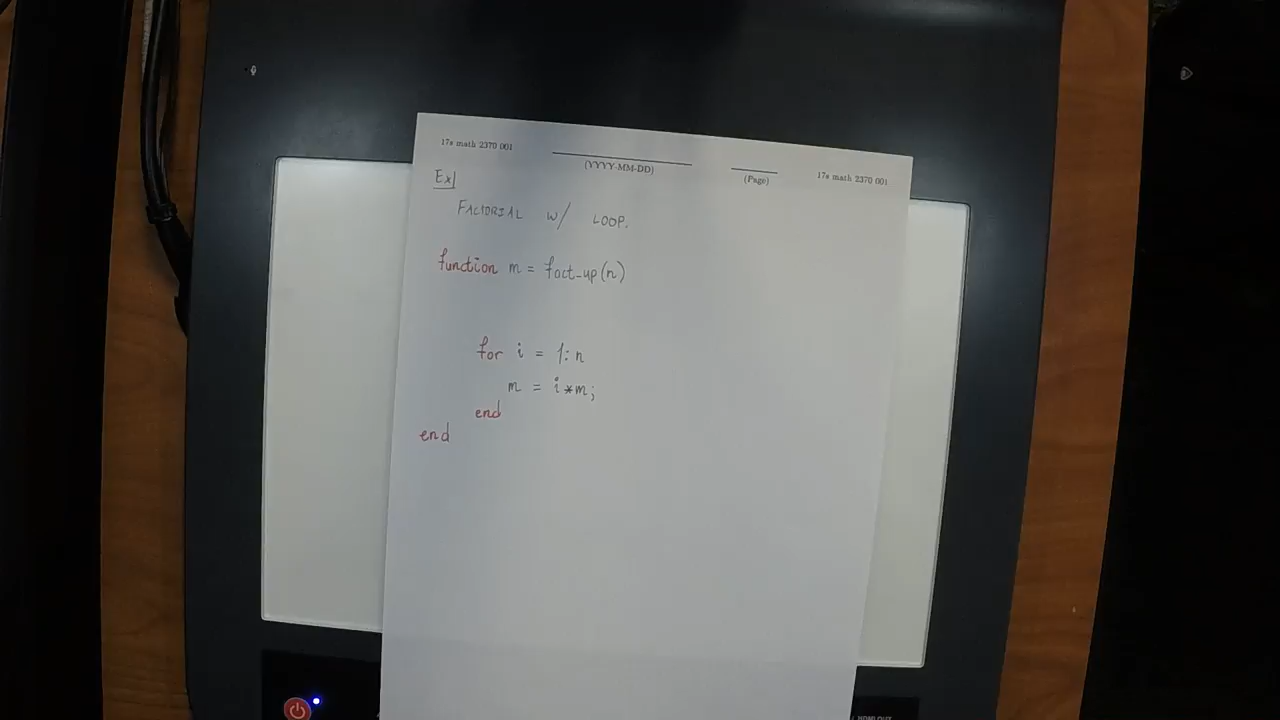 17s math 2370 001
(YYYY-MM-DD)
(Page)
17s math 2370 001
Ex|
FACTORIAL W/ LOOP.
function m = fact_up(n)
for i = 1:n
m = i*m;
end
end